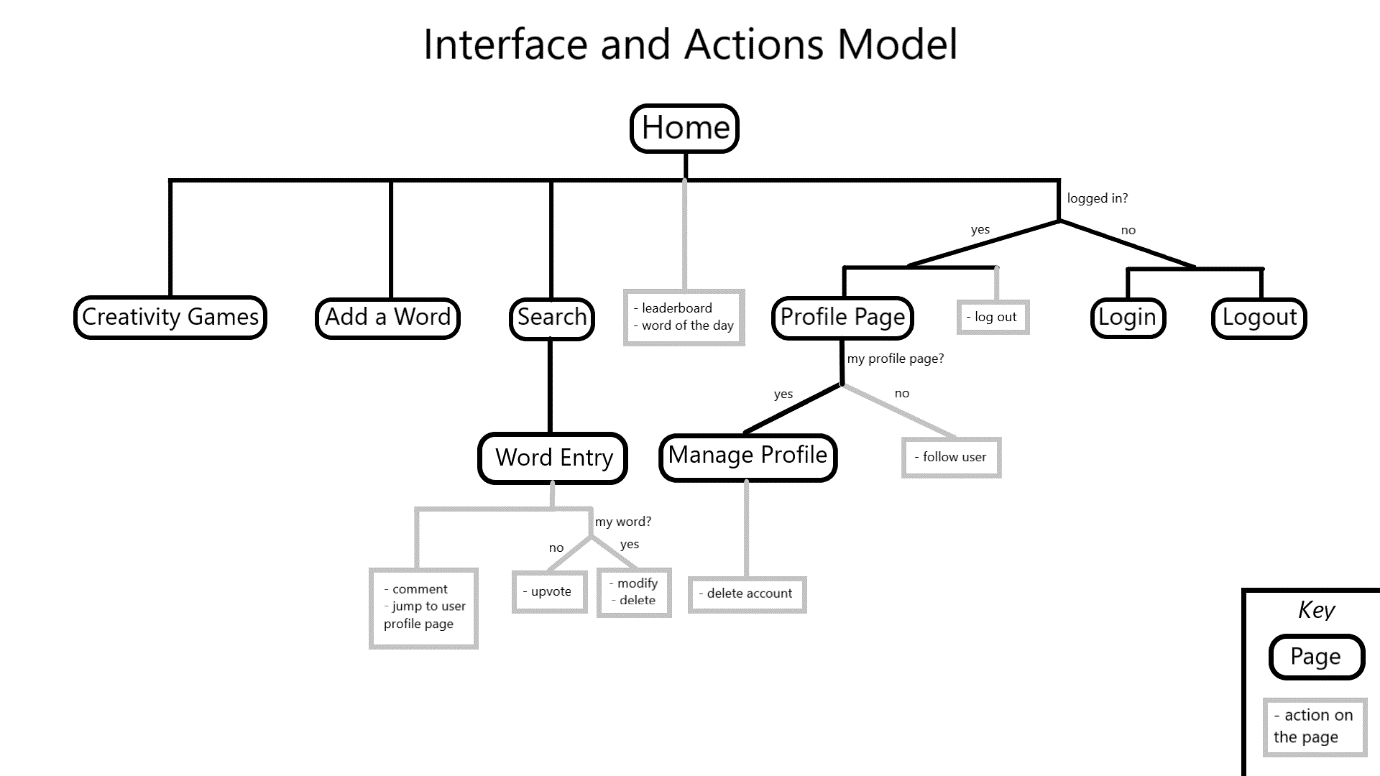 Interface and Actions Model
Home
logged in?
yes
no
Creativity Games
Add a Word
Search
- leaderboard
- word of the day
Profile Page
- log out
Login
Logout
my profile page?
yes
no
Word Entry
Manage Profile
- follow user
my word?
no
yes
- comment
- jump to user
profile page
- upvote
- modify
- delete
- delete account
Key
Page
- action on
the page